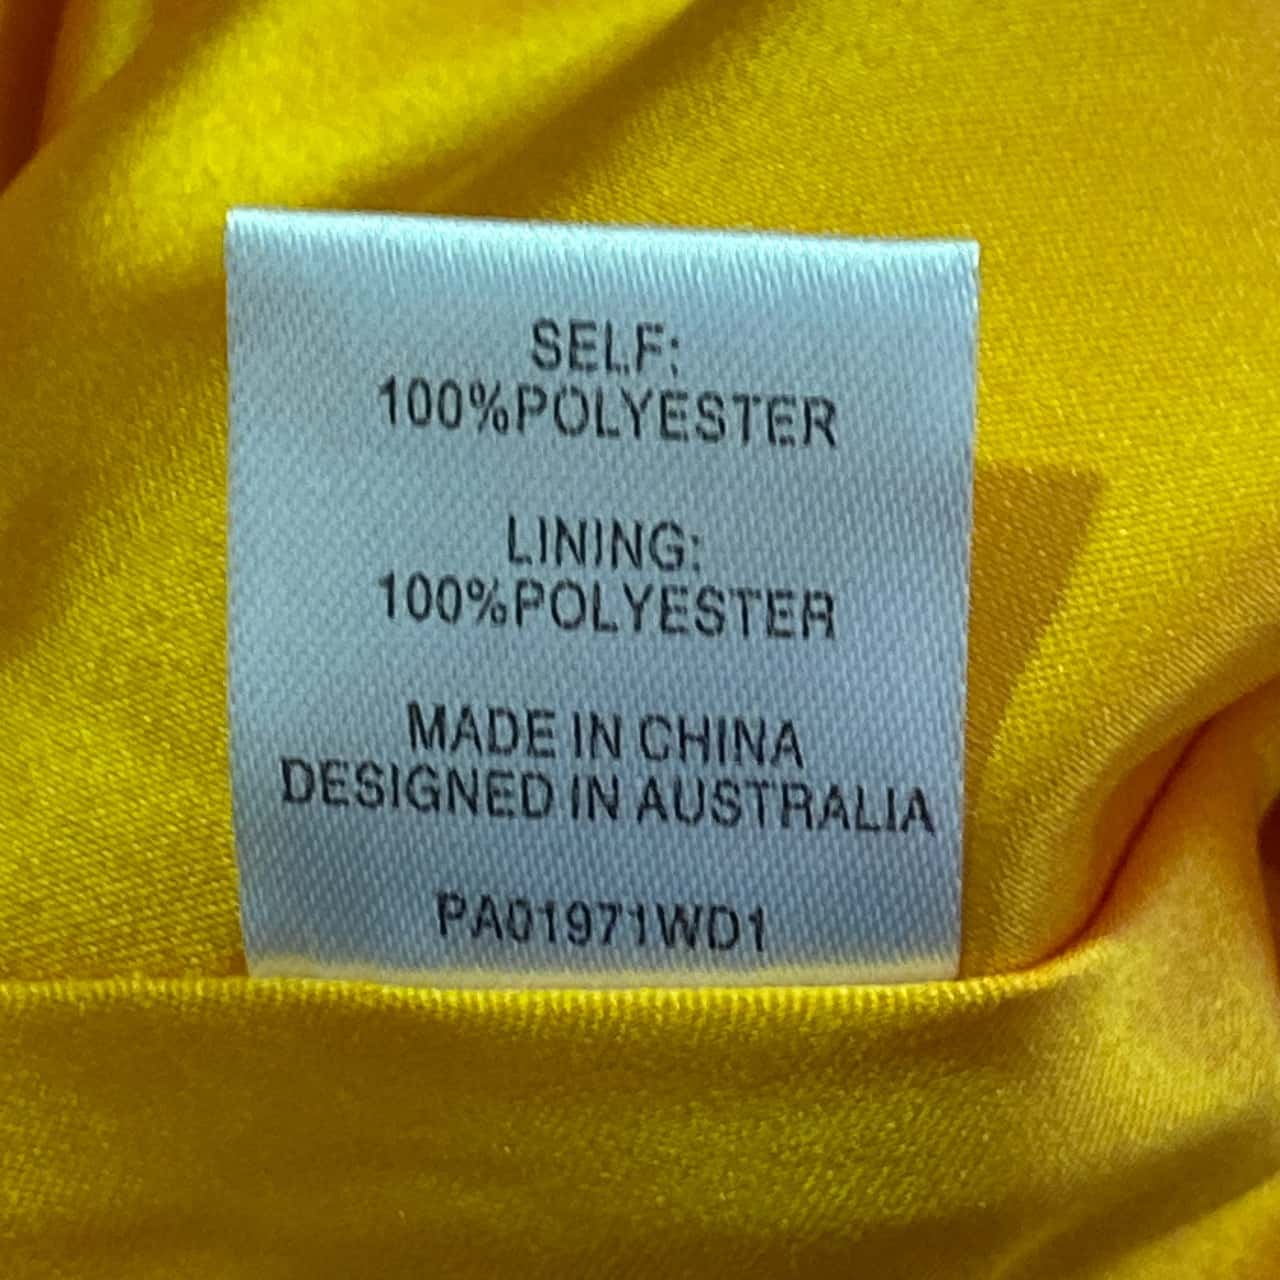 SELF:
100%POLYESTER
LINING:
100%POLYESTER
MADE IN CHINA
DESIGNED IN AUSTRALIA
PA01971WD1